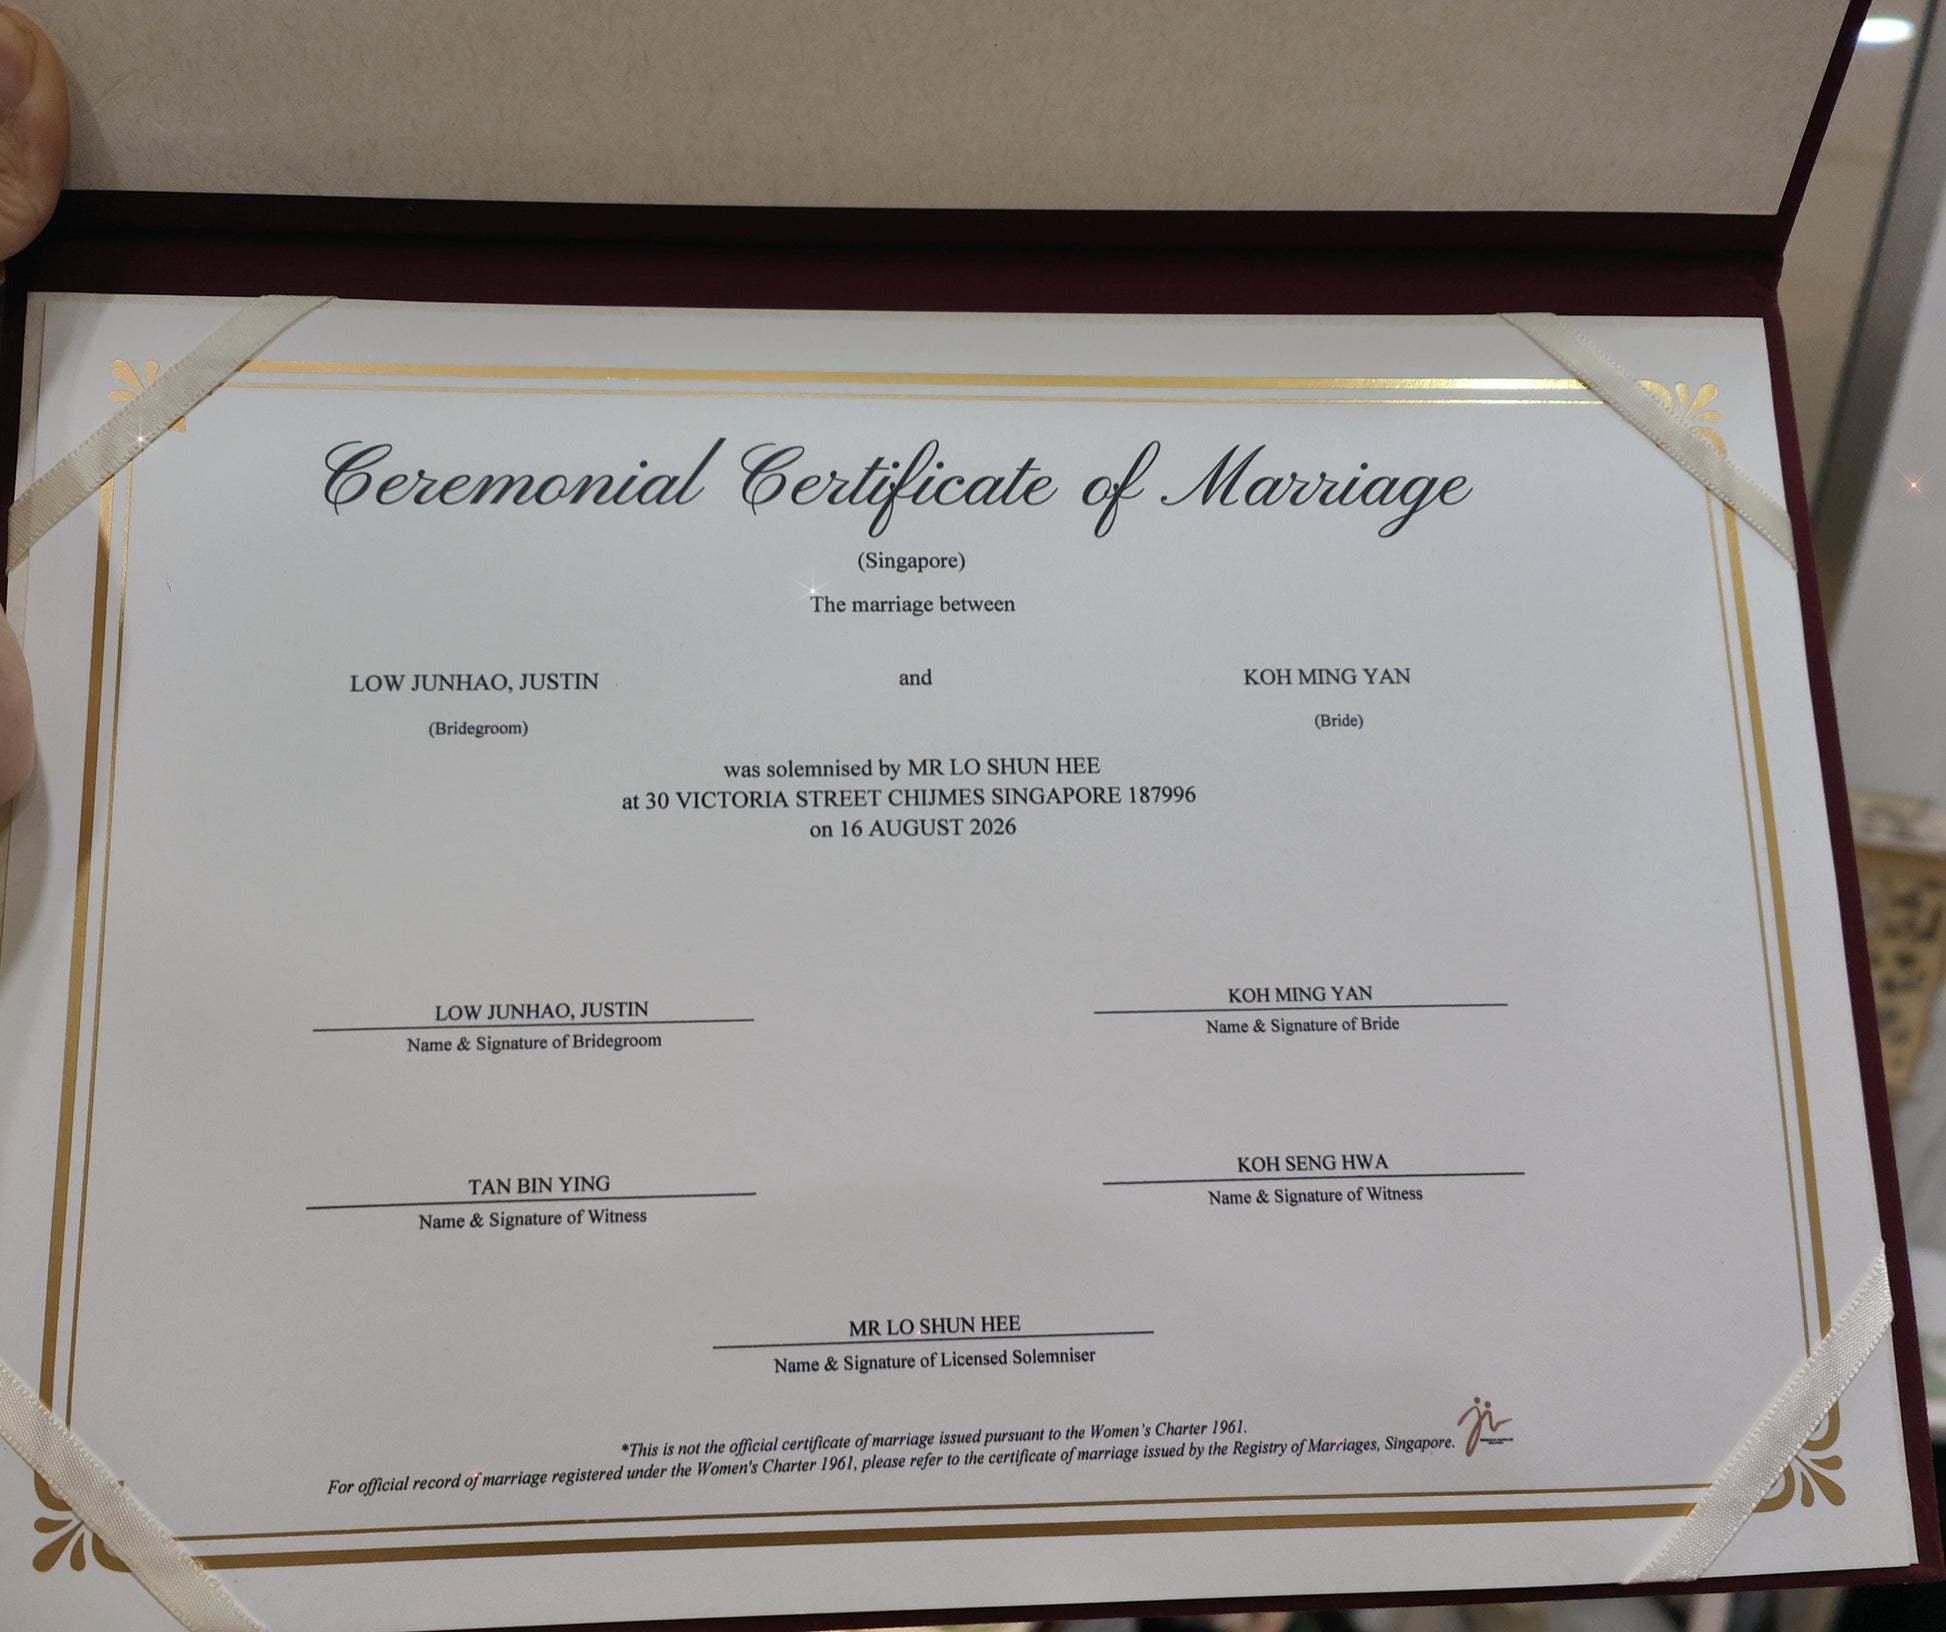 Ceremonial Certificate of Marriage
(Singapore)
The marriage between
LOW JUNHAO, JUSTIN and KOH MING YAN
(Bridegroom) (Bride)
was solemnised by MR LO SHUN HEE
at 30 VICTORIA STREET CHIJMES SINGAPORE 187996
on 16 AUGUST 2026
LOW JUNHAO, JUSTIN KOH MING YAN
Name & Signature of Bridegroom Name & Signature of Bride
TAN BIN YING KOH SENG HWA
Name & Signature of Witness Name & Signature of Witness
MR LO SHUN HEE
Name & Signature of Licensed Solemniser
*This is not the official certificate of marriage issued pursuant to the Women's Charter 1961.
For official record of marriage registered under the Women's Charter 1961, please refer to the certificate of marriage issued by the Registry of Marriages, Singapore.